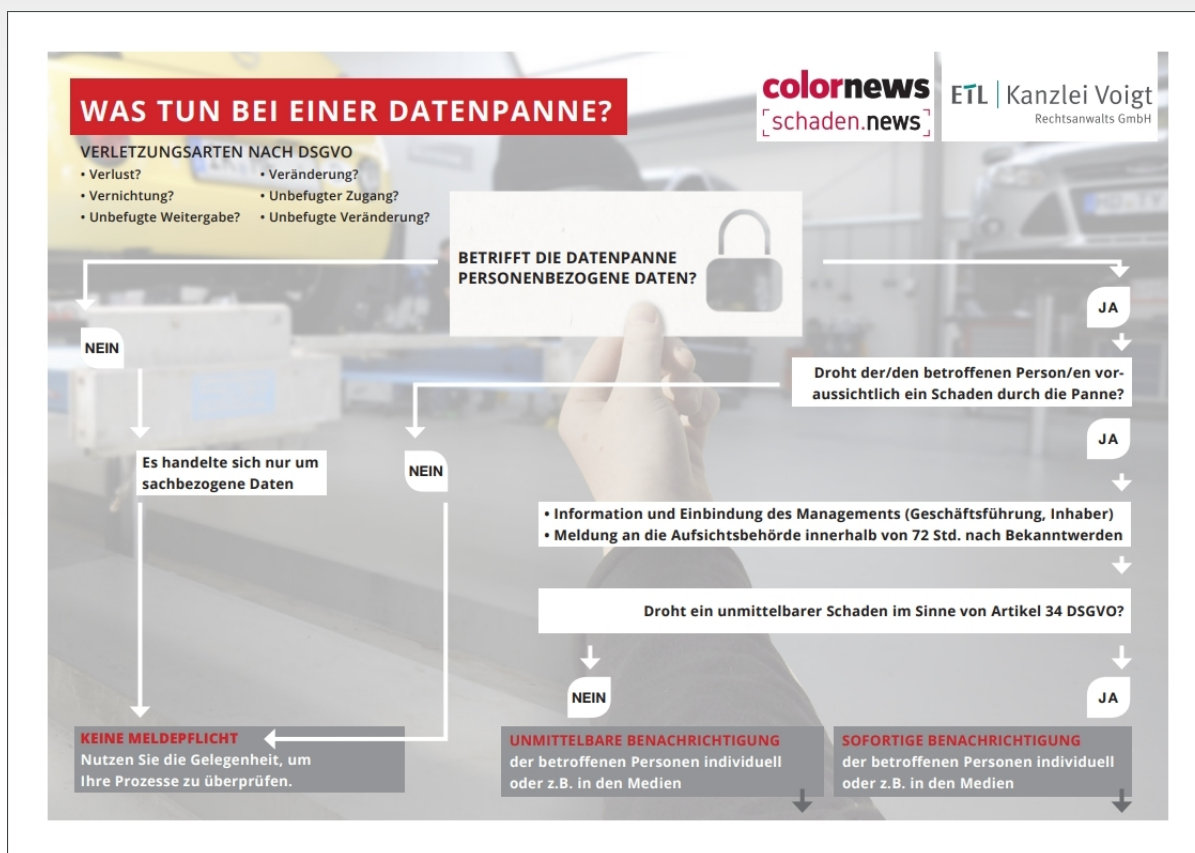 WAS TUN BEI EINER DATENPANNE?
colornews
[schaden.news]
ETL | Kanzlei Voigt
Rechtsanwalts GmbH
VERLETZUNGSARTEN NACH DSGVO
• Verlust?
• Vernichtung?
• Unbefugte Weitergabe?
• Veränderung?
• Unbefugter Zugang?
• Unbefugte Veränderung?
BETRIFFT DIE DATENPANNE
PERSONENBEZOGENE DATEN?
NEIN
JA
Droht der/den betroffenen Person/en vor-
aussichtlich ein Schaden durch die Panne?
JA
Es handelte sich nur um
sachbezogene Daten
NEIN
• Information und Einbindung des Managements (Geschäftsführung, Inhaber)
• Meldung an die Aufsichtsbehörde innerhalb von 72 Std. nach Bekanntwerden
Droht ein unmittelbarer Schaden im Sinne von Artikel 34 DSGVO?
NEIN
JA
KEINE MELDEPFLICHT
Nutzen Sie die Gelegenheit, um
Ihre Prozesse zu überprüfen.
UNMITTELBARE BENACHRICHTIGUNG
der betroffenen Personen individuell
oder z.B. in den Medien
SOFORTIGE BENACHRICHTIGUNG
der betroffenen Personen individuell
oder z.B. in den Medien